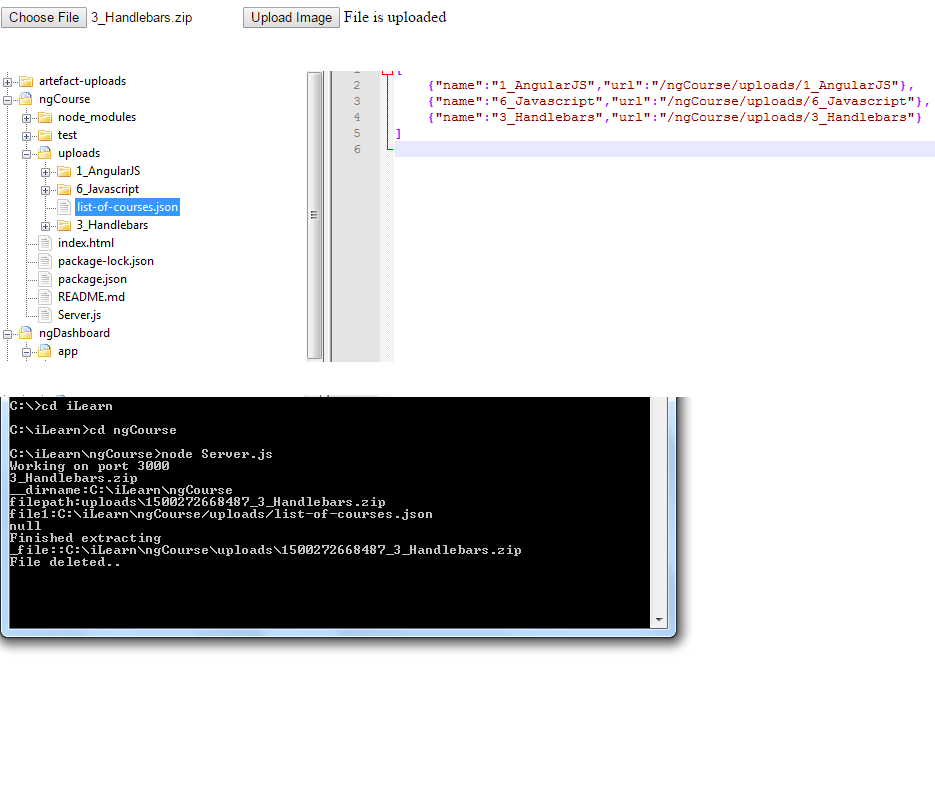 Choose File 3_Handlebars.zip Upload Image File is uploaded
artefact-uploads
ngCourse
node_modules
test
uploads
1_AngularJS
6_Javascript
list-of-courses.json
3_Handlebars
index.html
package-lock.json
package.json
README.md
Server.js
ngDashboard
app
1 [
2 {"name":"1_AngularJS","url":"/ngCourse/uploads/1_AngularJS"},
3 {"name":"6_Javascript","url":"/ngCourse/uploads/6_Javascript"},
4 {"name":"3_Handlebars","url":"/ngCourse/uploads/3_Handlebars"}
5 ]
6
C:\>cd iLearn
C:\iLearn>cd ngCourse
C:\iLearn\ngCourse>node Server.js
Working on port 3000
3_Handlebars.zip
__dirname:C:\iLearn\ngCourse
filepath:uploads\1500272668487_3_Handlebars.zip
file1:C:\iLearn\ngCourse/uploads/list-of-courses.json
null
Finished extracting
_file::C:\iLearn\ngCourse\uploads\1500272668487_3_Handlebars.zip
File deleted..